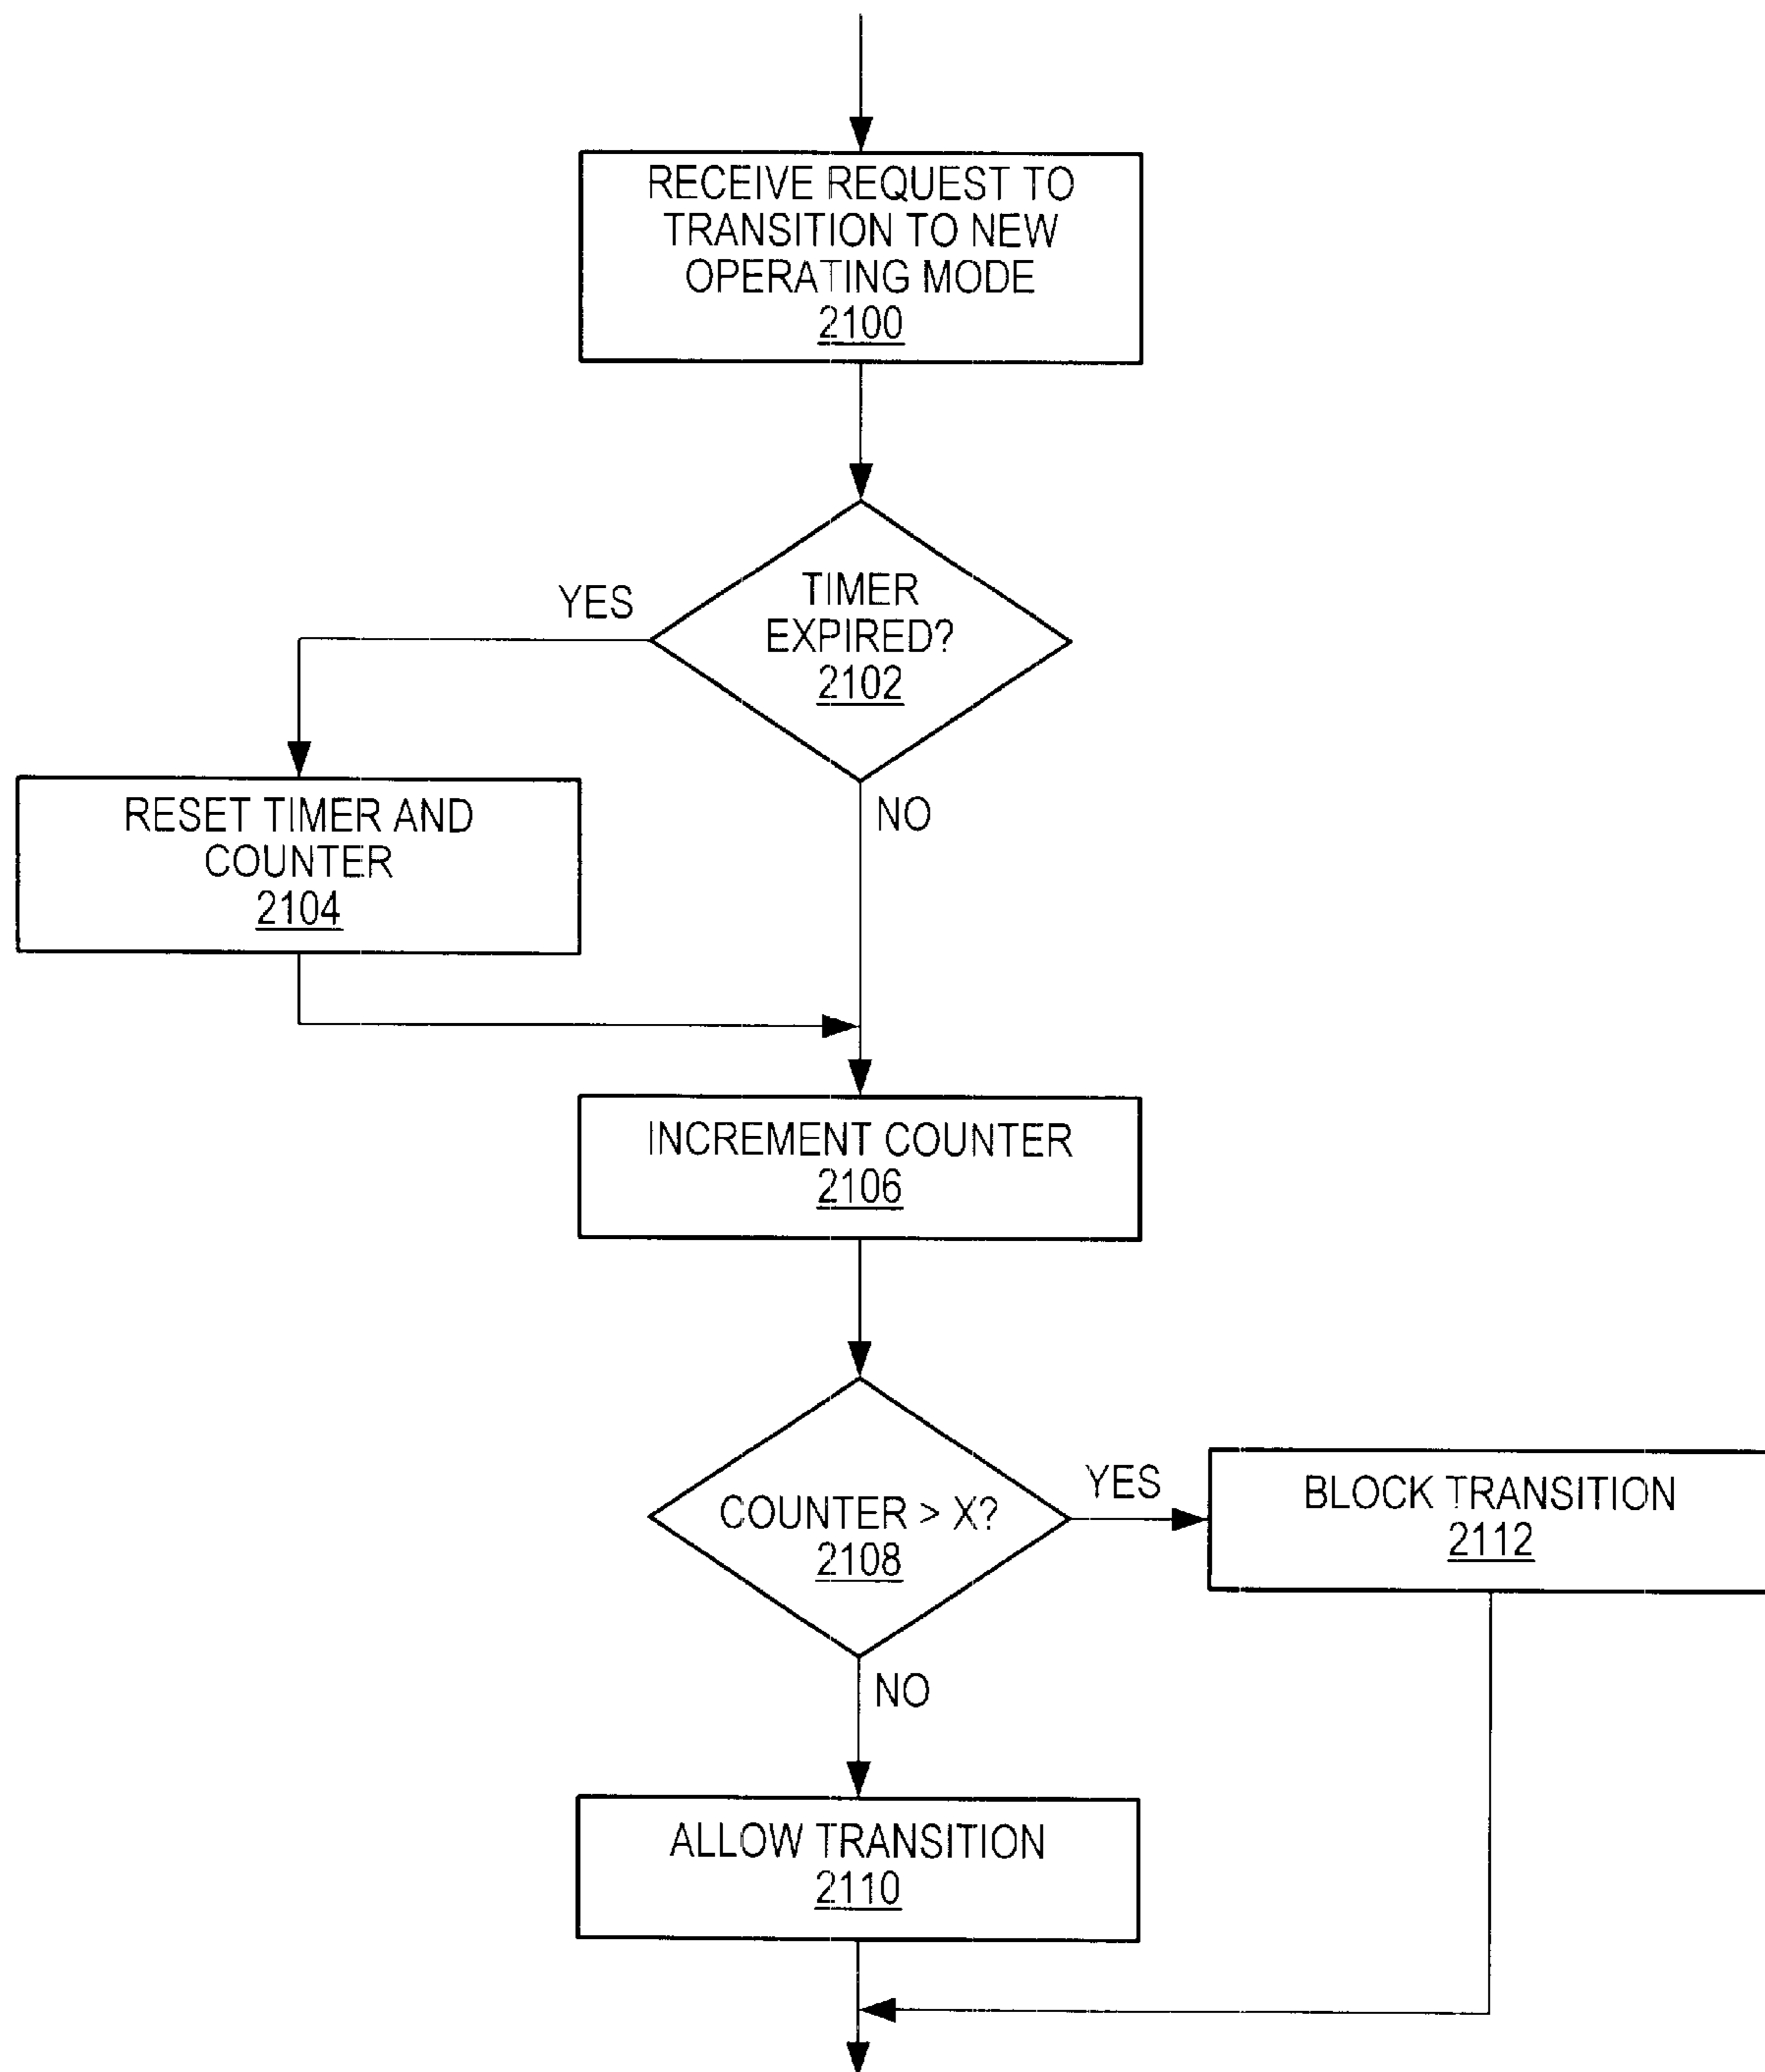 RECEIVE REQUEST TO
TRANSITION TO NEW
OPERATING MODE
2100
YES
TIMER
EXPIRED?
2102
NO
RESET TIMER AND
COUNTER
2104
INCREMENT COUNTER
2106
COUNTER > X?
2108
YES
BLOCK TRANSITION
2112
NO
ALLOW TRANSITION
2110